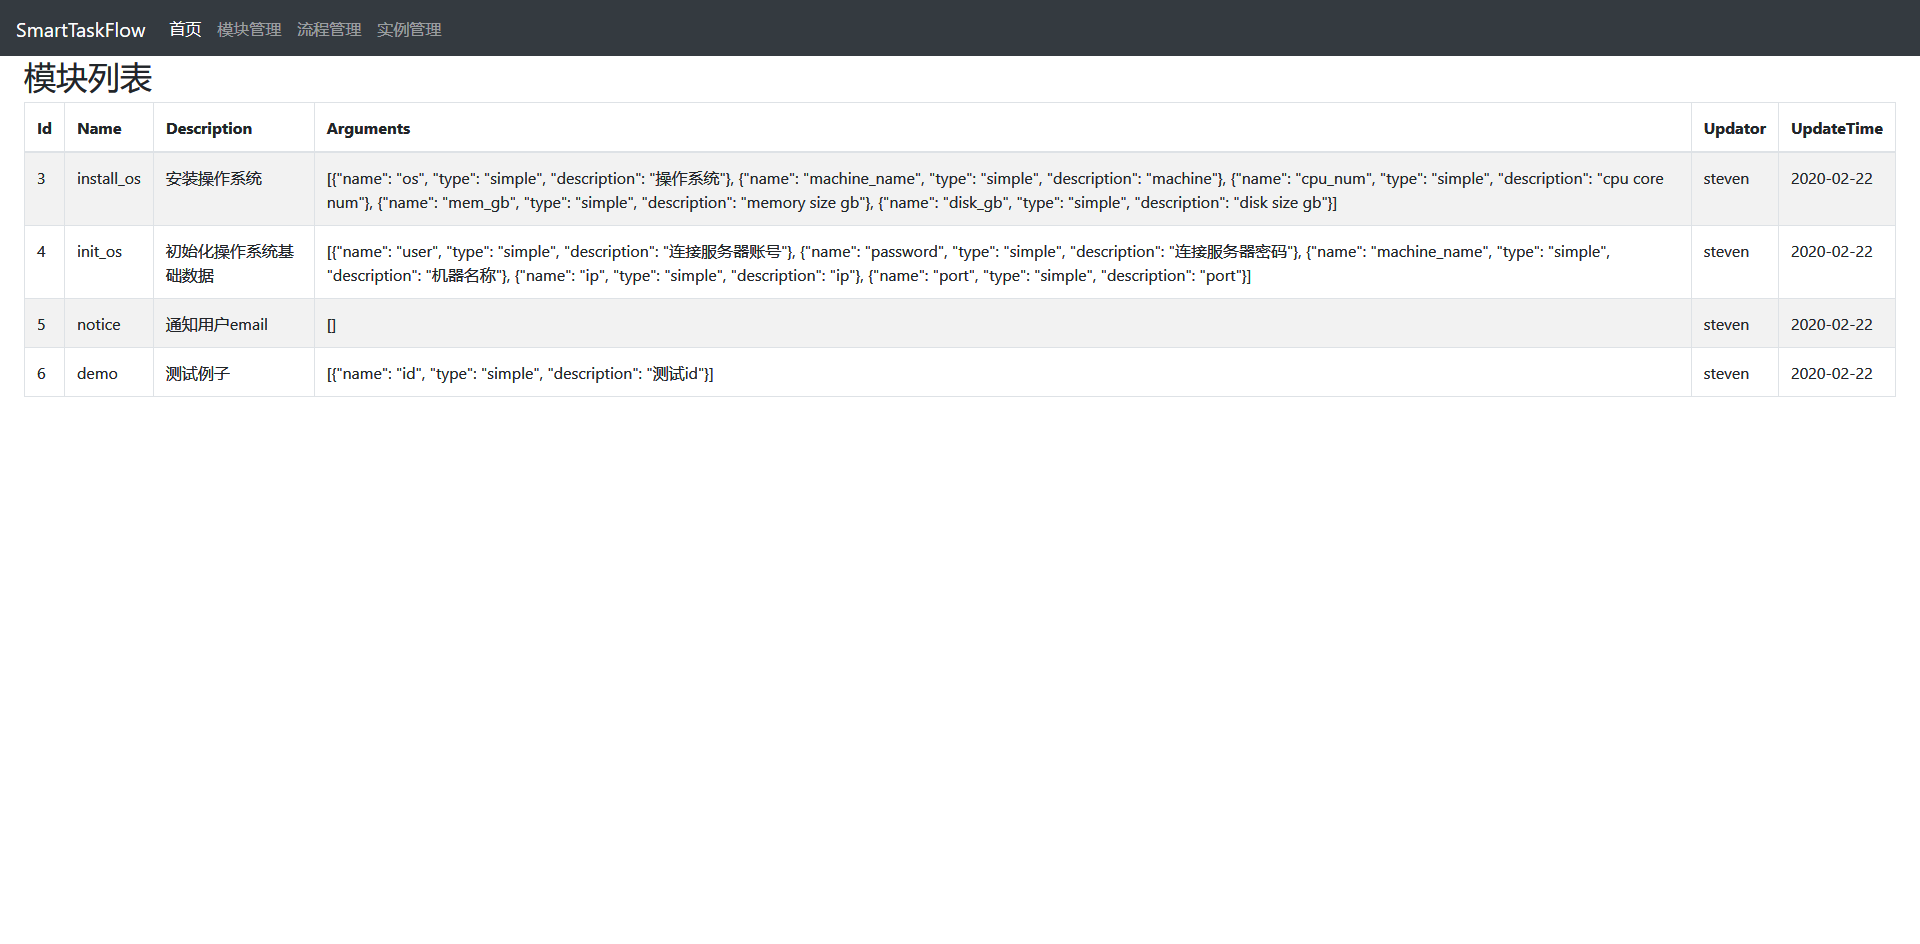 SmartTaskFlow 首页 模块管理 流程管理 实例管理
模块列表
Id Name Description Arguments Updator UpdateTime
3 install_os 安装操作系统 [{"name": "os", "type": "simple", "description": "操作系统"}, {"name": "machine_name", "type": "simple", "description": "machine"}, {"name": "cpu_num", "type": "simple", "description": "cpu core steven 2020-02-22
num"}, {"name": "mem_gb", "type": "simple", "description": "memory size gb"}, {"name": "disk_gb", "type": "simple", "description": "disk size gb"}]
4 init_os 初始化操作系统基 [{"name": "user", "type": "simple", "description": "连接服务器账号"}, {"name": "password", "type": "simple", "description": "连接服务器密码"}, {"name": "machine_name", "type": "simple", steven 2020-02-22
础数据 "description": "机器名称"}, {"name": "ip", "type": "simple", "description": "ip"}, {"name": "port", "type": "simple", "description": "port"}]
5 notice 通知用户email [] steven 2020-02-22
6 demo 测试例子 [{"name": "id", "type": "simple", "description": "测试id"}] steven 2020-02-22